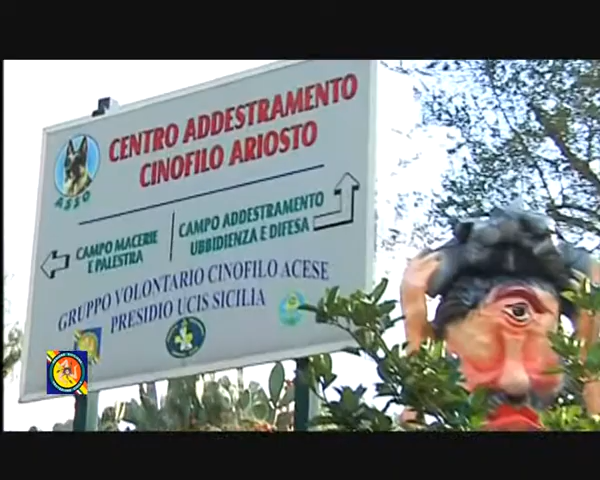 CENTRO ADDESTRAMENTO
CINOFILO ARIOSTO
ASSO
CAMPO MACERIE
E PALESTRA
CAMPO ADDESTRAMENTO
UBBIDIENZA E DIFESA
GRUPPO VOLONTARIO CINOFILO ACESE
PRESIDIO UCIS SICILIA